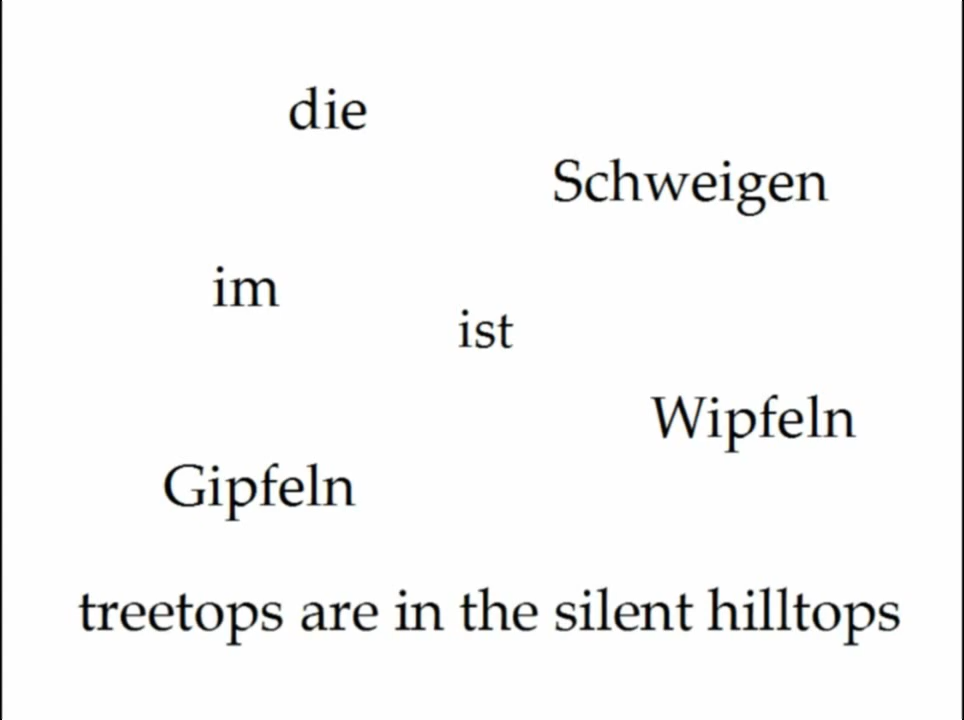 die
Schweigen
im
ist
Wipfeln
Gipfeln
treetops are in the silent hilltops